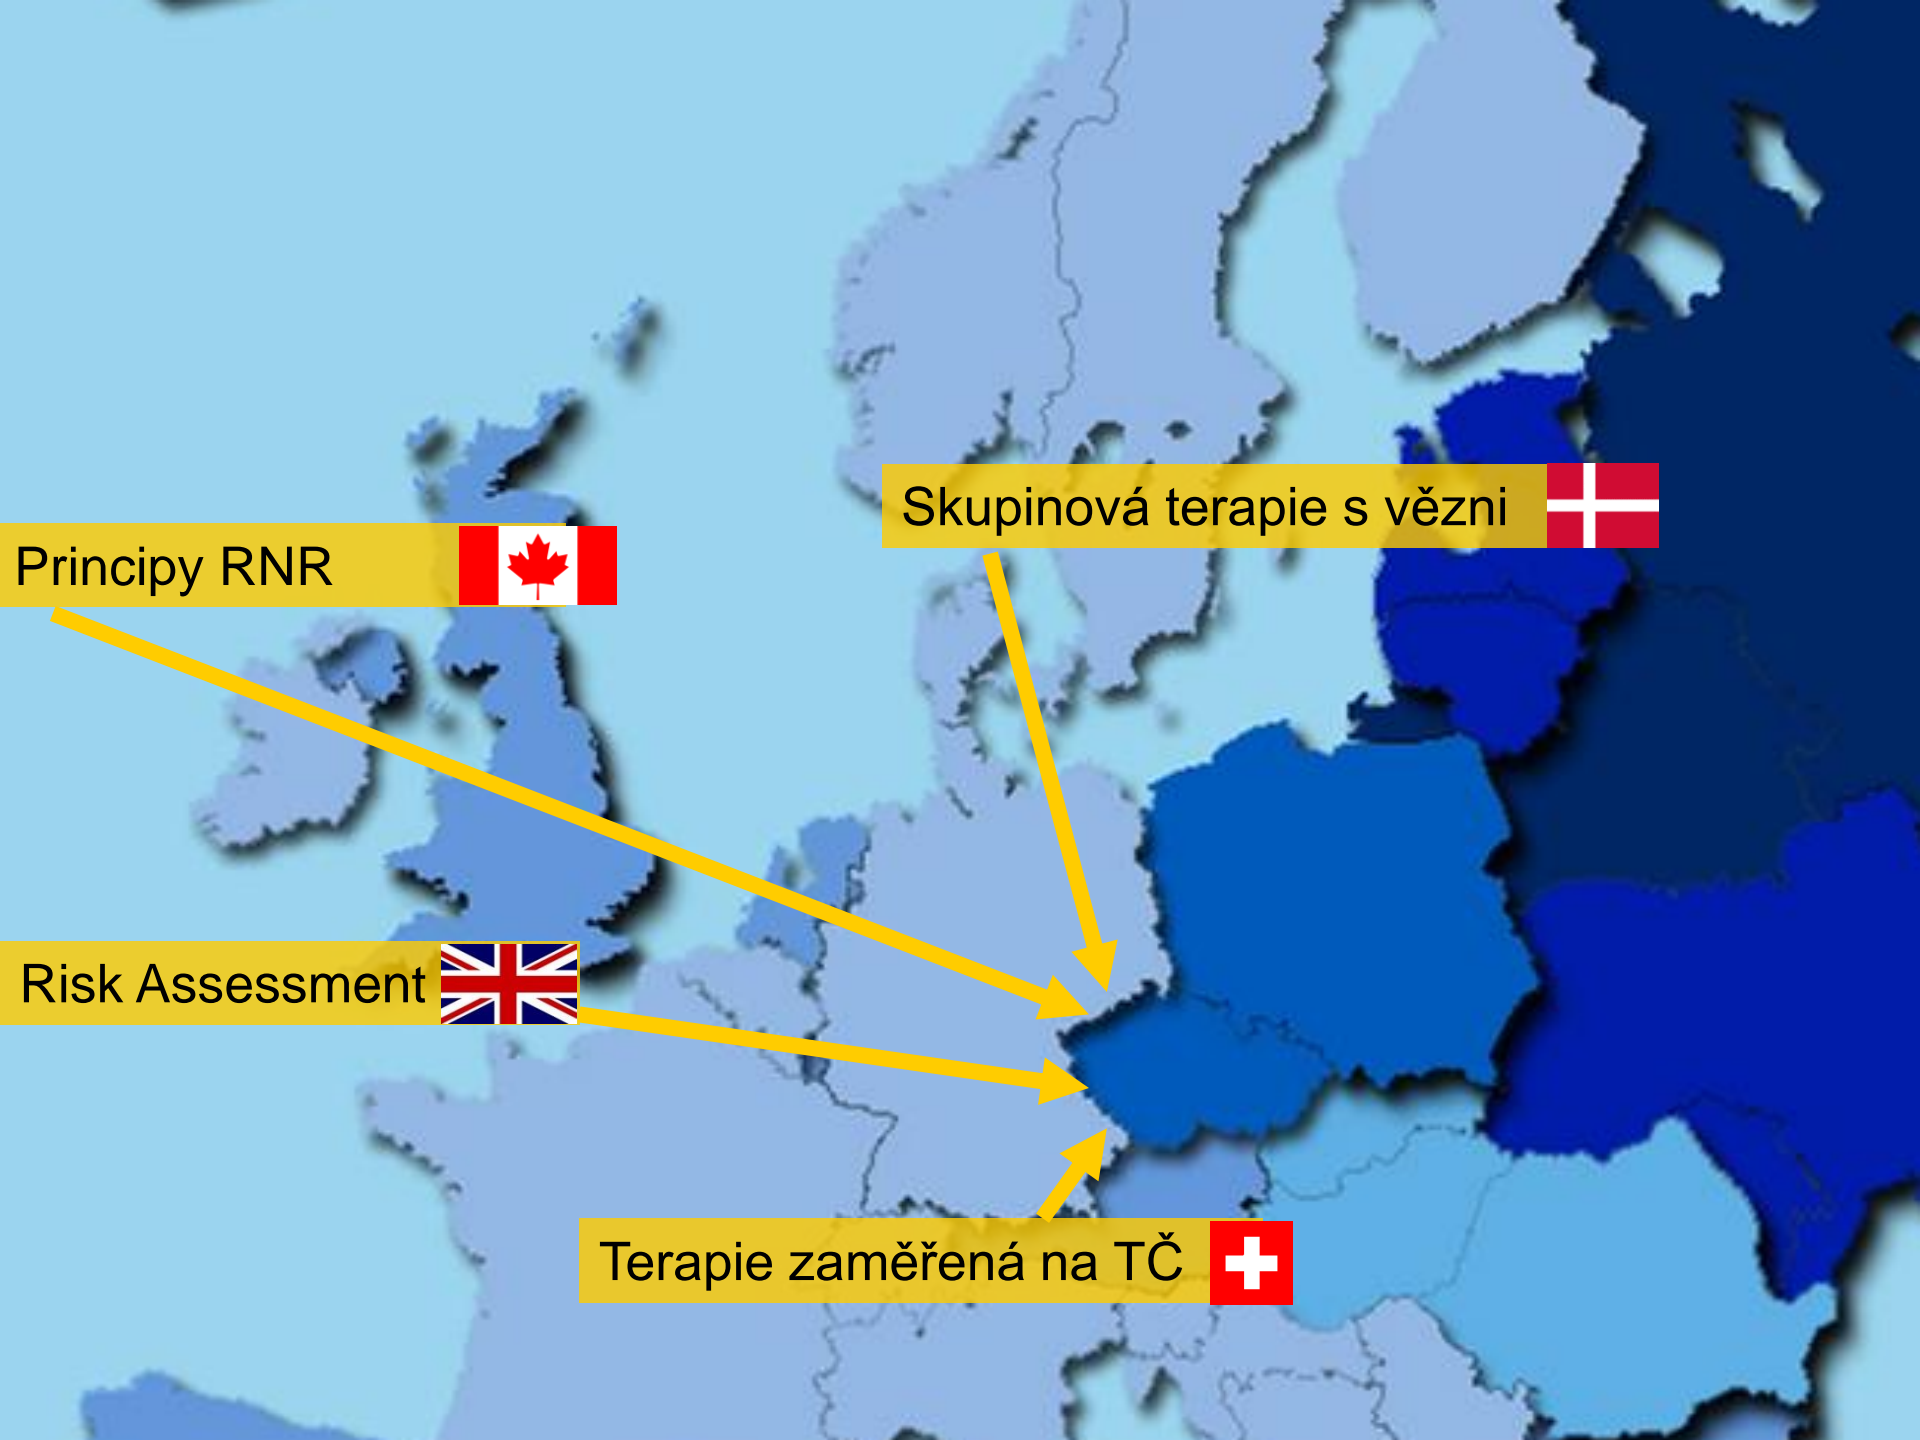 Skupinová terapie s vězni
Principy RNR
Risk Assessment
Terapie zaměřená na TČ